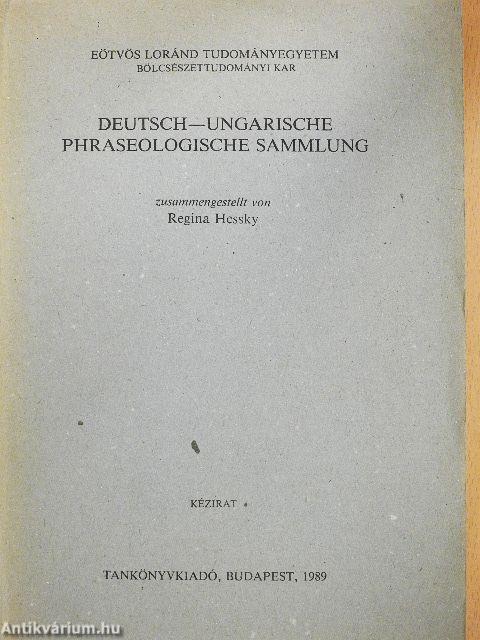 EÖTVÖS LORÁND TUDOMÁNYEGYETEM
BÖLCSÉSZETTUDOMÁNYI KAR
DEUTSCH—UNGARISCHE
PHRASEOLOGISCHE SAMMLUNG
zusammengestellt von
Regina Hessky
KÉZIRAT
TANKÖNYVKIADÓ, BUDAPEST, 1989
Antikvárium.hu